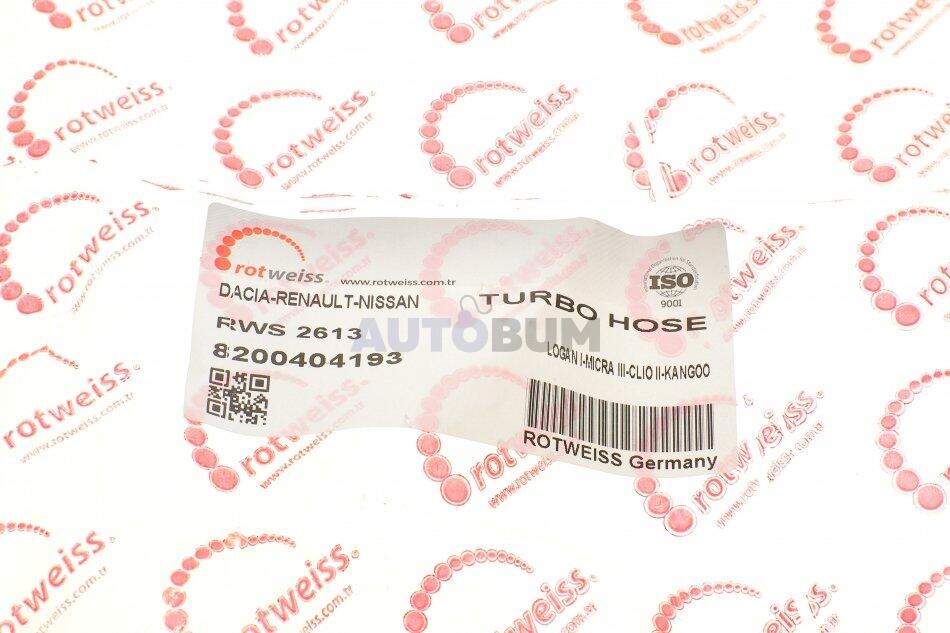 rotweiss.
www.rotweiss.com.tr
DACIA-RENAULT-NISSAN
RWS 2613
8200404193
ISO
9001
TURBO HOSE
LOGAN I-MICRA III-CLIO II-KANGOO
ROTWEISS Germany
AUTOBUM
rotweiss.
www.rotweiss.com.tr